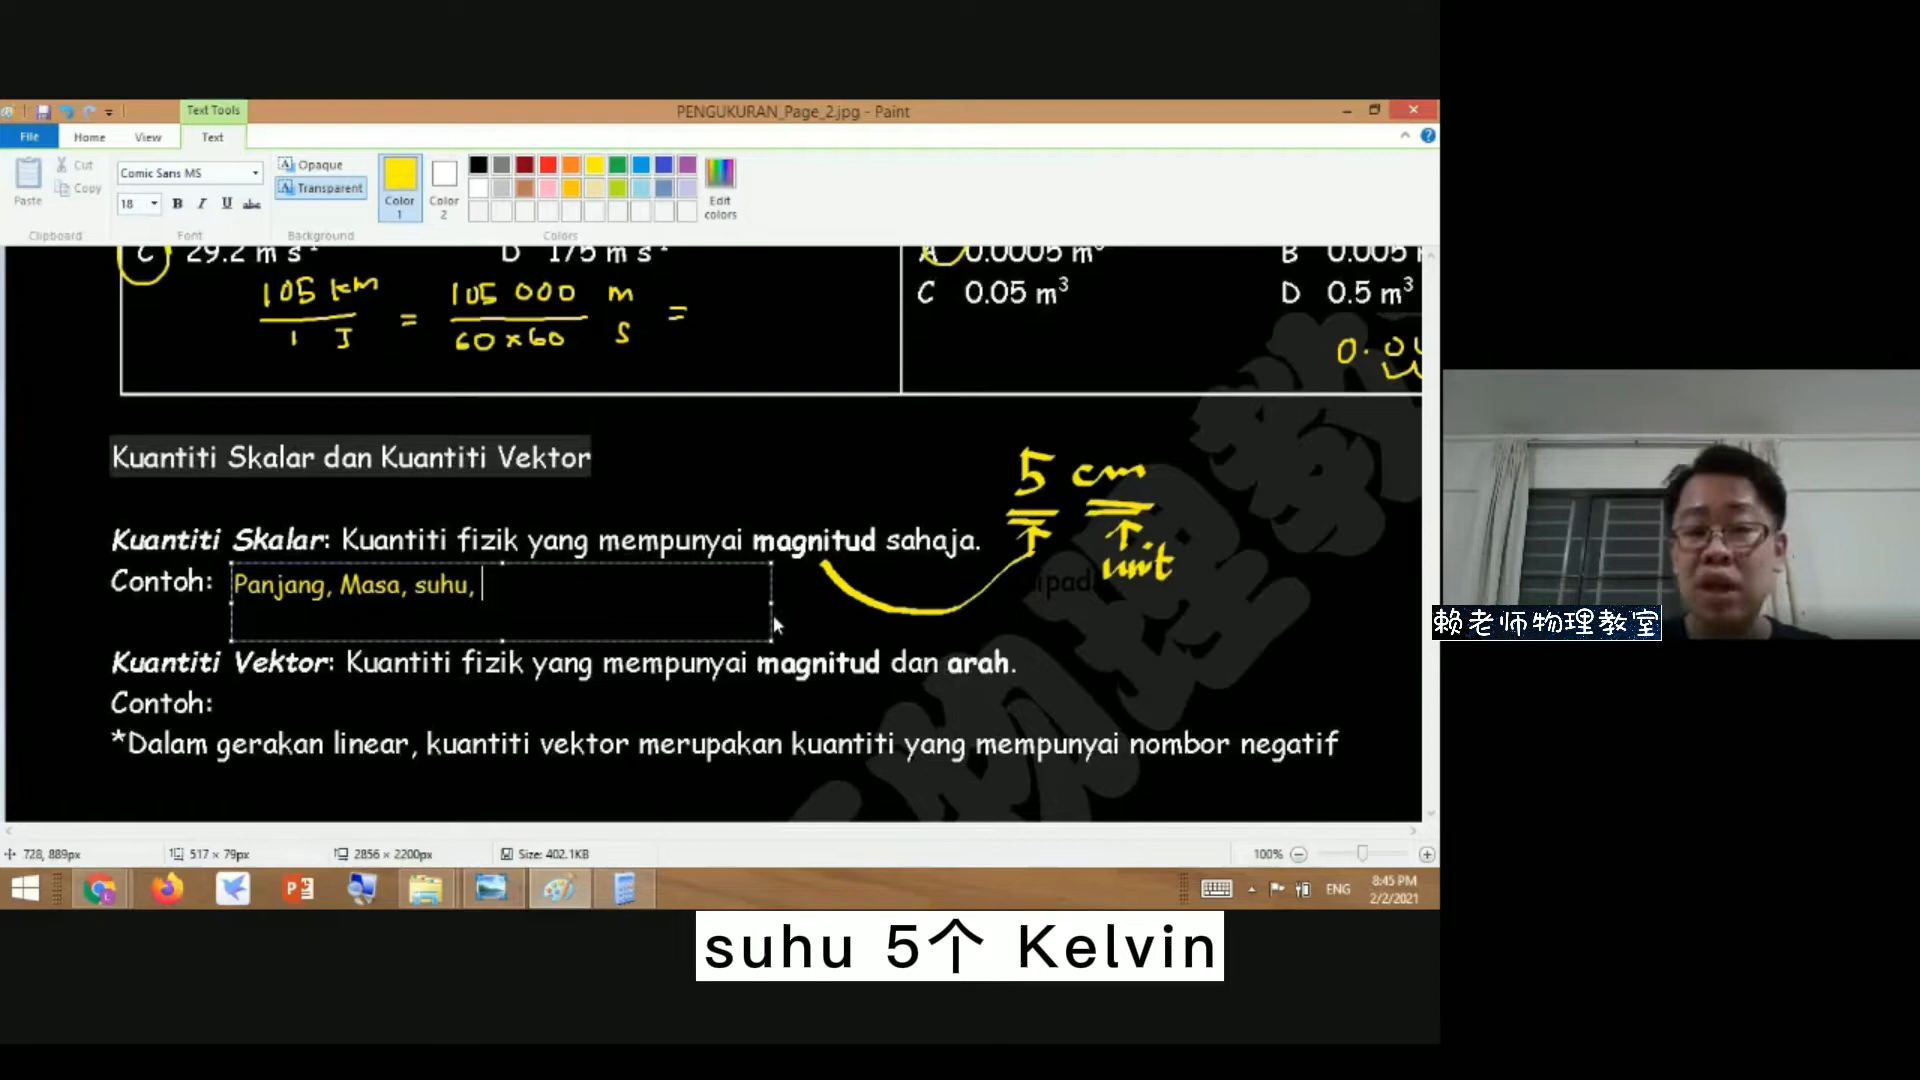 Text Tools
PENGUKURAN_Page_2.jpg - Paint
File
Home
View
Text
Paste
Cut
Copy
Clipboard
Comic Sans MS
18
B I U abc
Font
Opaque
Transparent
Background
Color 1
Color 2
Edit colors
Colors
C 29.2 m s⁻¹
D 175 m s⁻¹
105 km / 1 J = 105 000 / 60 × 60 m / s =
A 0.0005 m³
B 0.005
C 0.05 m³
D 0.5 m³
Kuantiti Skalar dan Kuantiti Vektor
5 cm
unit
Kuantiti Skalar: Kuantiti fizik yang mempunyai magnitud sahaja.
Contoh: Panjang, Masa, suhu,
Kuantiti Vektor: Kuantiti fizik yang mempunyai magnitud dan arah.
Contoh:
*Dalam gerakan linear, kuantiti vektor merupakan kuantiti yang mempunyai nombor negatif
728, 889px
517 × 79px
2856 × 2200px
Size: 402.1KB
100%
ENG
8:45 PM
2/2/2021
赖老师物理教室
suhu 5个 Kelvin